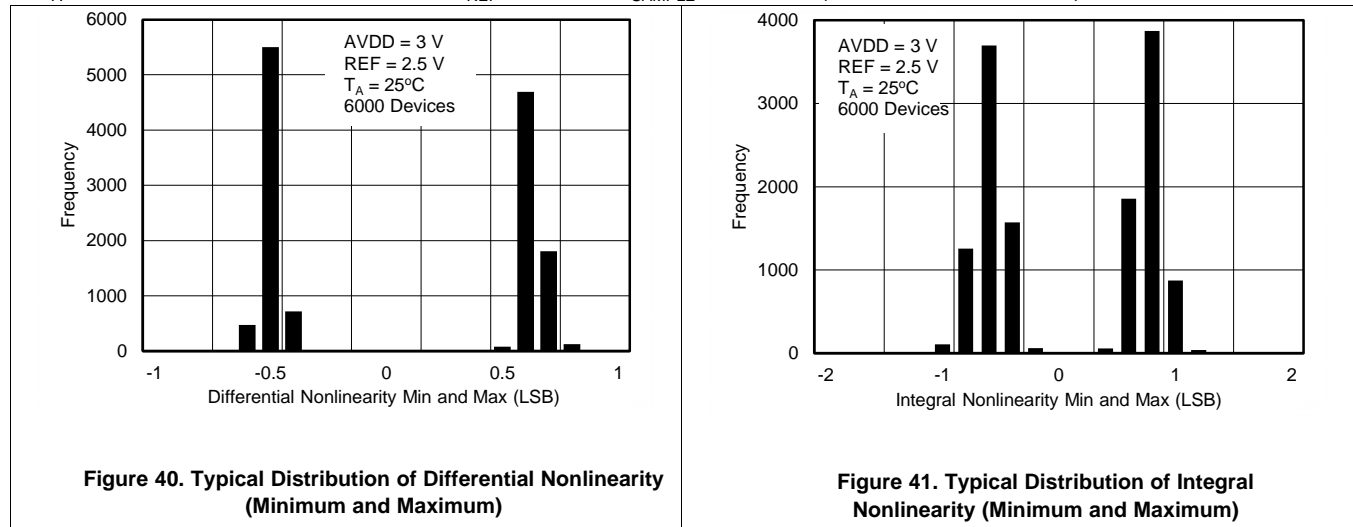 6000
5000
4000
3000
2000
1000
0
Frequency
AVDD = 3 V
REF = 2.5 V
TA = 25ºC
6000 Devices
-1 -0.5 0 0.5 1
Differential Nonlinearity Min and Max (LSB)
Figure 40. Typical Distribution of Differential Nonlinearity
(Minimum and Maximum)
4000
3000
2000
1000
0
Frequency
AVDD = 3 V
REF = 2.5 V
TA = 25ºC
6000 Devices
-2 -1 0 1 2
Integral Nonlinearity Min and Max (LSB)
Figure 41. Typical Distribution of Integral
Nonlinearity (Minimum and Maximum)